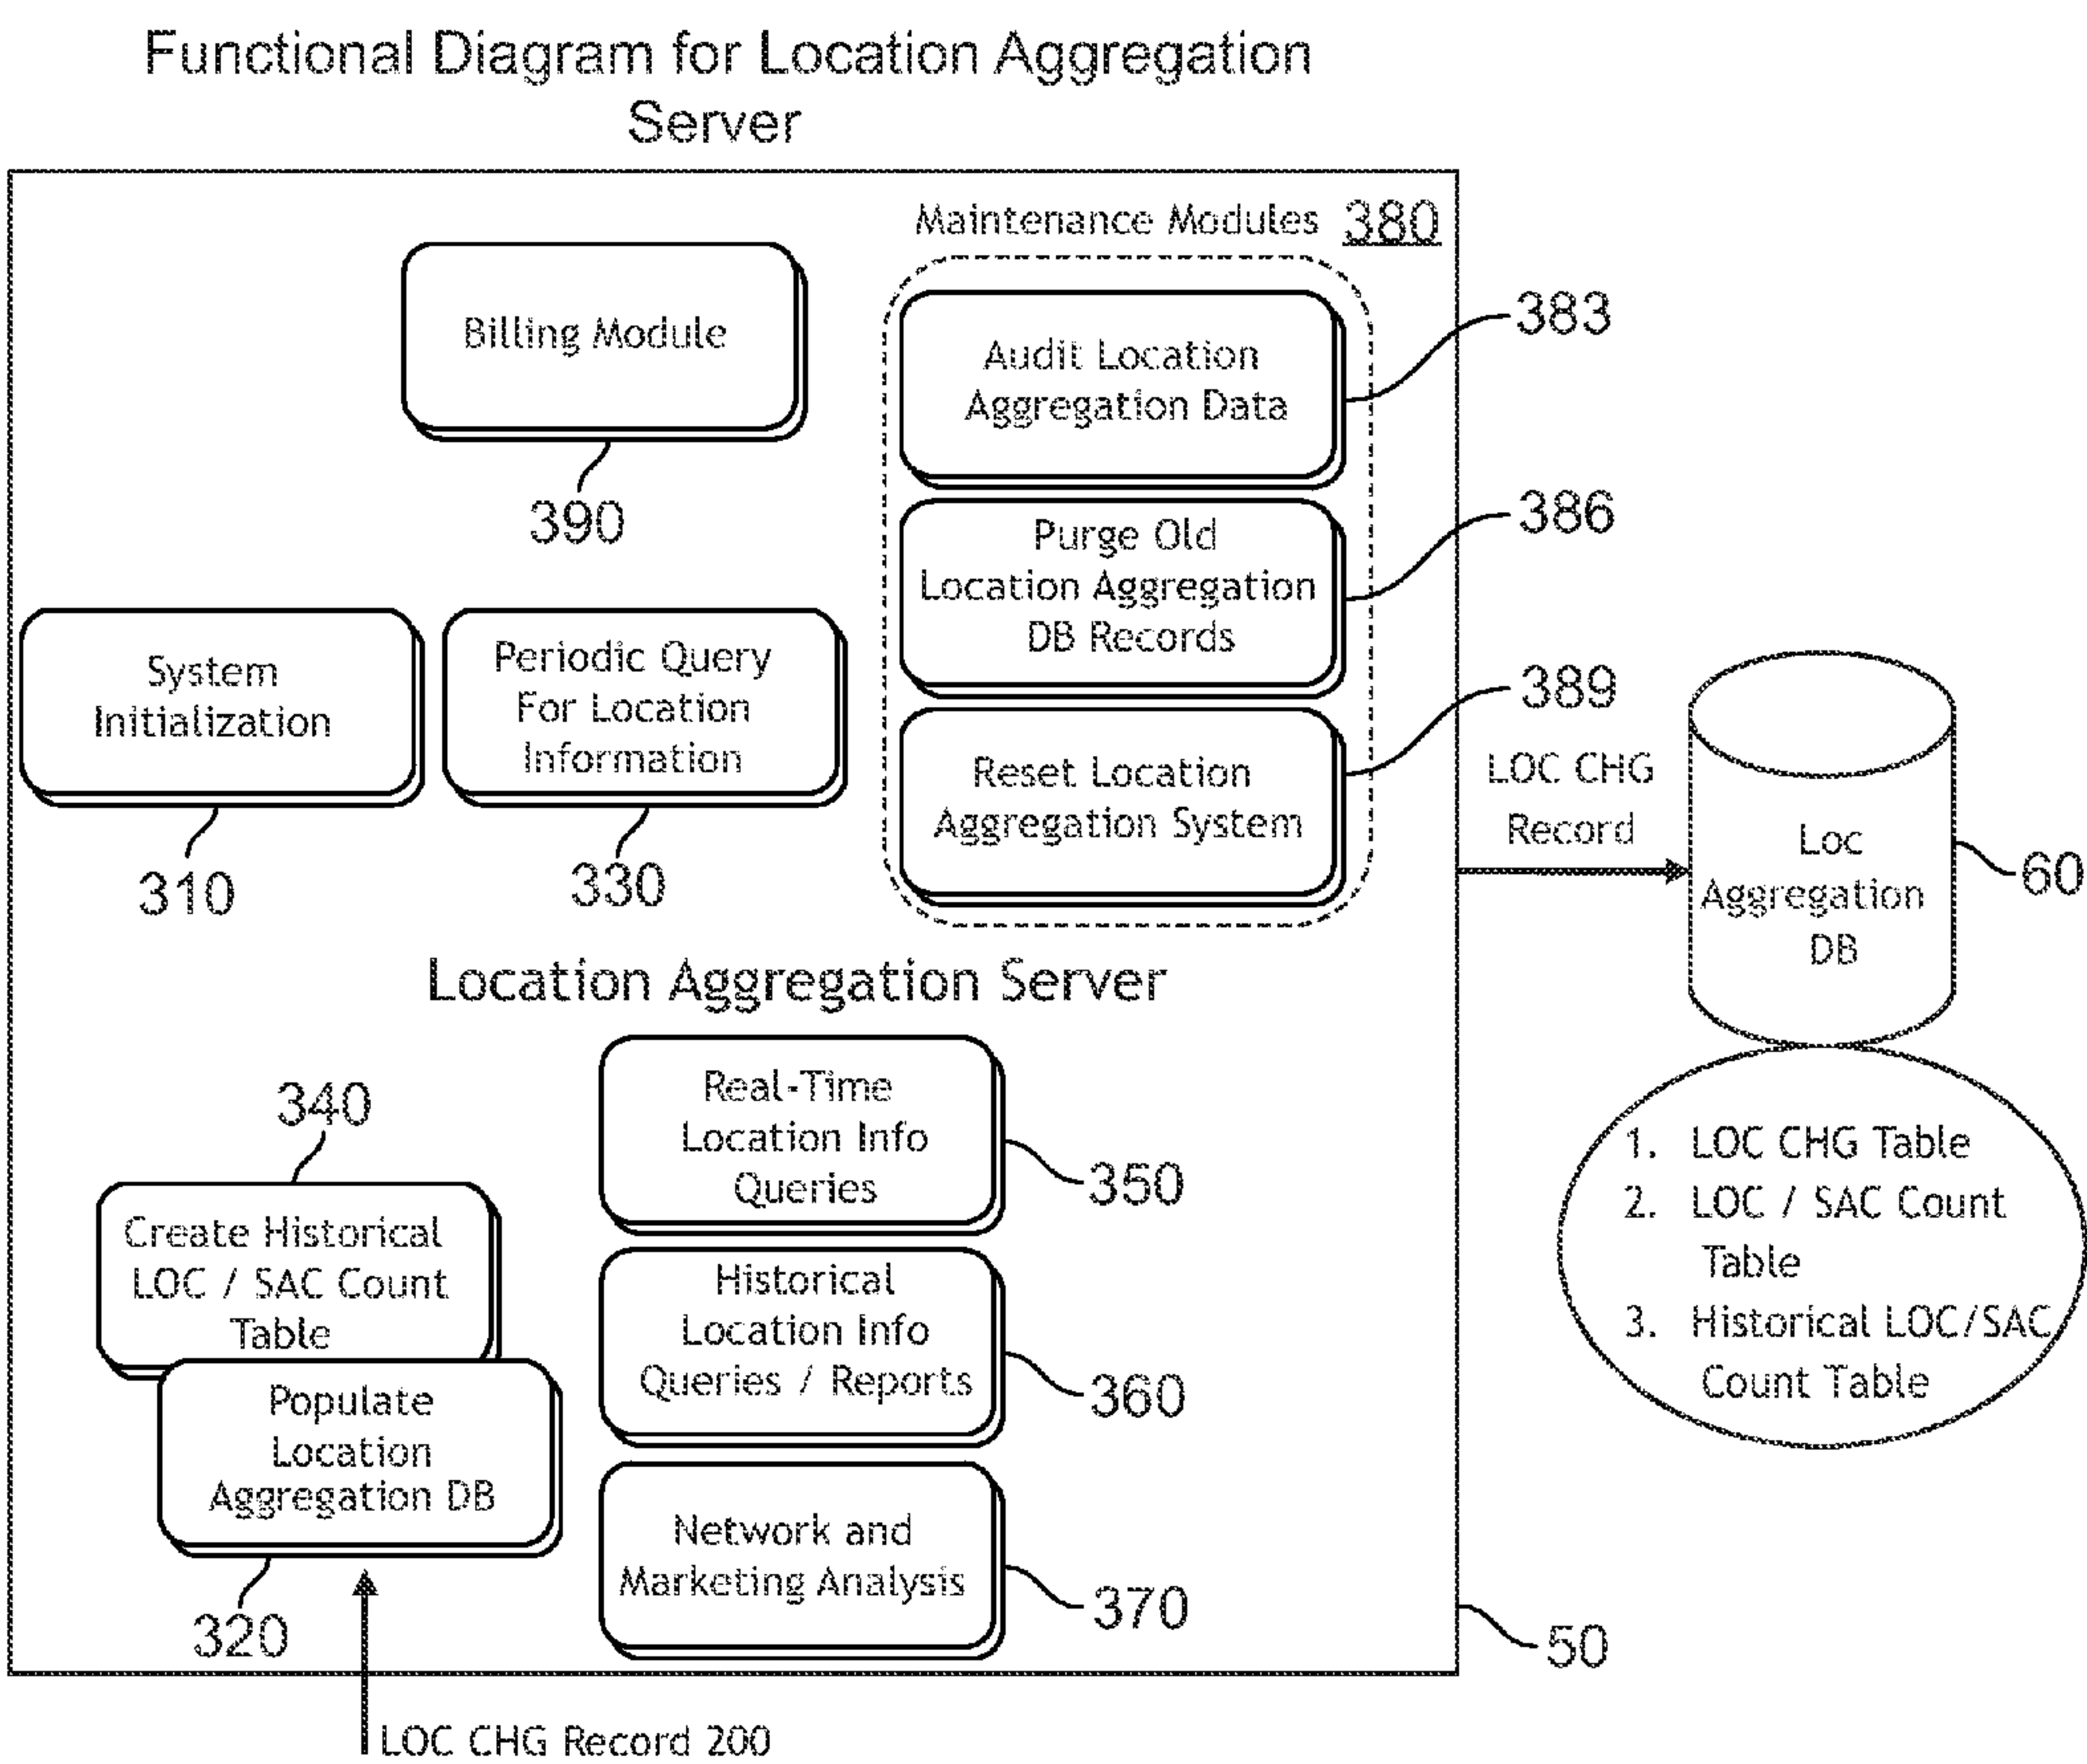 Functional Diagram for Location Aggregation
Server
Maintenance Modules 380
Billing Module
390
Audit Location
Aggregation Data
383
Purge Old
Location Aggregation
DB Records
386
Reset Location
Aggregation System
389
System
Initialization
310
Periodic Query
For Location
Information
330
LOC CHG
Record
Loc
Aggregation
DB
60
Location Aggregation Server
340
Create Historical
LOC / SAC Count
Table
Populate
Location
Aggregation DB
320
Real-Time
Location Info
Queries
350
Historical
Location Info
Queries / Reports
360
Network and
Marketing Analysis
370
1. LOC CHG Table
2. LOC / SAC Count
Table
3. Historical LOC/SAC
Count Table
50
LOC CHG Record 200